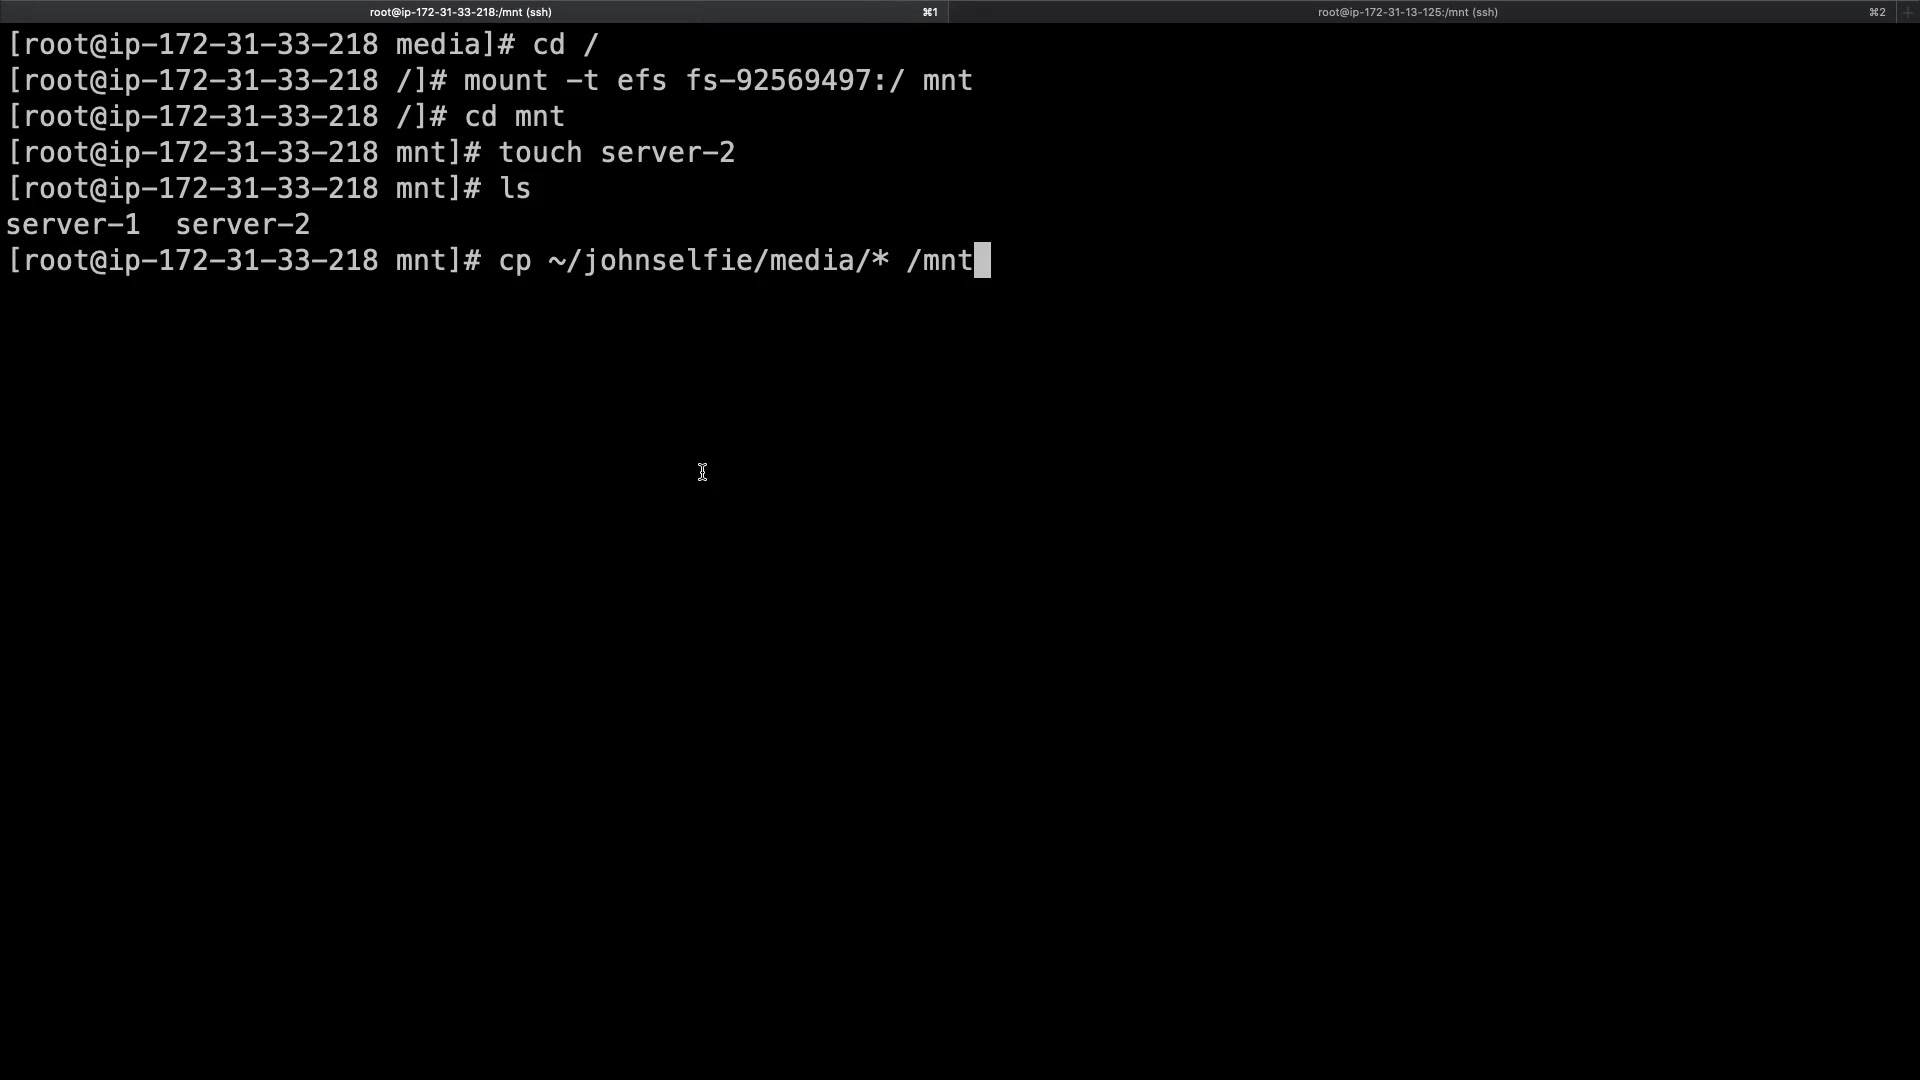 root@ip-172-31-33-218:/mnt (ssh) ⌘1 root@ip-172-31-13-125:/mnt (ssh) ⌘2 +
[root@ip-172-31-33-218 media]# cd /
[root@ip-172-31-33-218 /]# mount -t efs fs-92569497:/ mnt
[root@ip-172-31-33-218 /]# cd mnt
[root@ip-172-31-33-218 mnt]# touch server-2
[root@ip-172-31-33-218 mnt]# ls
server-1  server-2
[root@ip-172-31-33-218 mnt]# cp ~/johnselfie/media/* /mnt